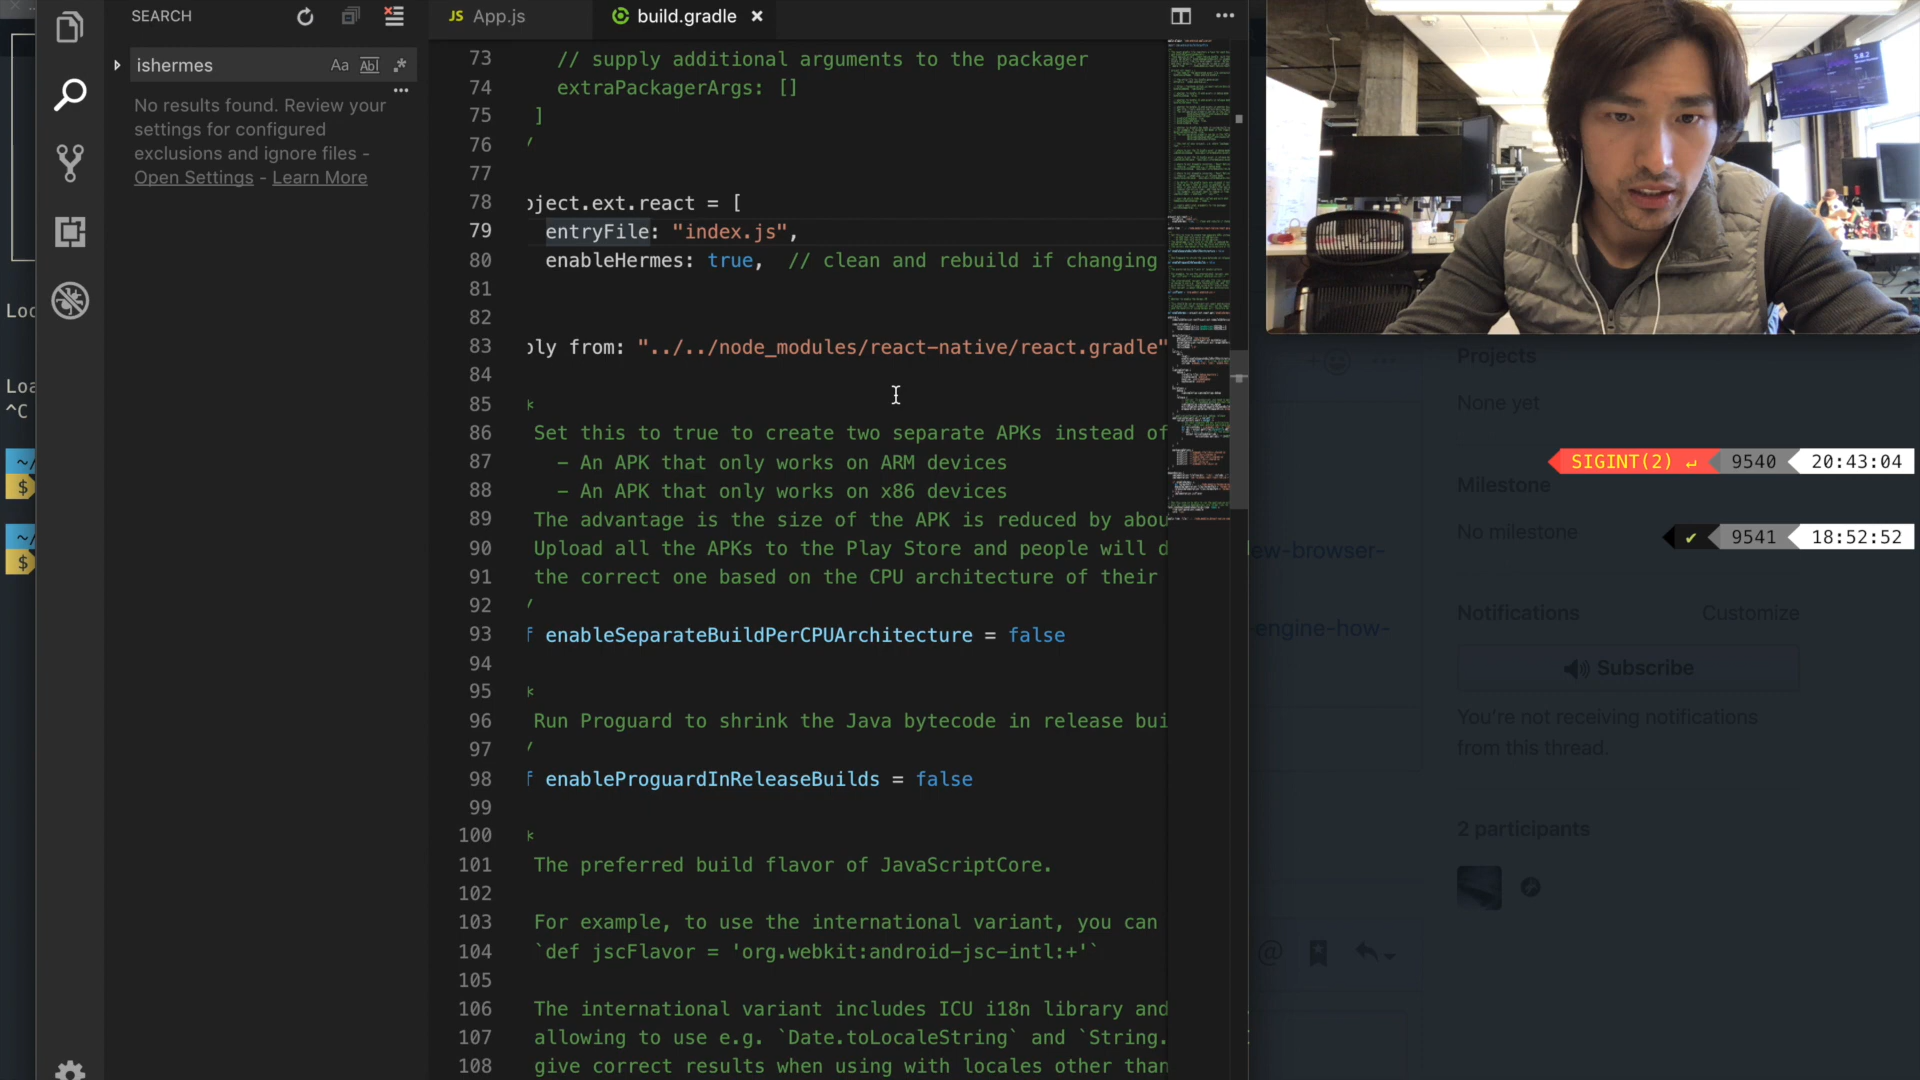 SEARCH
ishermes
Aa
Abl
No results found. Review your
settings for configured
exclusions and ignore files -
Open Settings - Learn More
JS App.js
build.gradle
73 // supply additional arguments to the packager
74 extraPackagerArgs: []
75 ]
76 /
77
78 oject.ext.react = [
79 entryFile: "index.js",
80 enableHermes: true, // clean and rebuild if changing
81
82
83 ply from: "../../node_modules/react-native/react.gradle"
84
85 *
86 Set this to true to create two separate APKs instead of
87 - An APK that only works on ARM devices
88 - An APK that only works on x86 devices
89 The advantage is the size of the APK is reduced by abou
90 Upload all the APKs to the Play Store and people will d
91 the correct one based on the CPU architecture of their
92 /
93 f enableSeparateBuildPerCPUArchitecture = false
94
95 *
96 Run Proguard to shrink the Java bytecode in release bui
97 /
98 f enableProguardInReleaseBuilds = false
99
100 *
101 The preferred build flavor of JavaScriptCore.
102
103 For example, to use the international variant, you can
104 `def jscFlavor = 'org.webkit:android-jsc-intl:+'`
105
106 The international variant includes ICU i18n library and
107 allowing to use e.g. `Date.toLocaleString` and `String.
108 give correct results when using with locales other than
Loc
Loa
^C
~/
$
~/
$
5.8.2
Projects
None yet
SIGINT(2) ↵ 9540 20:43:04
Milestone
No milestone
✔ 9541 18:52:52
ew-browser-
Notifications Customize
engine-how-
Subscribe
You're not receiving notifications
from this thread.
2 participants
@